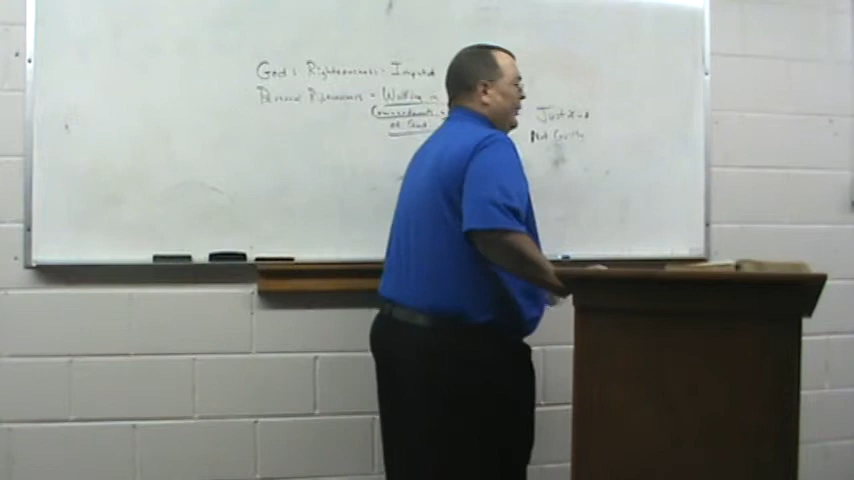 God's Righteousness = Imputed
Personal Righteousness = Walking in
Commandments
of God
Justified
Not Guilty